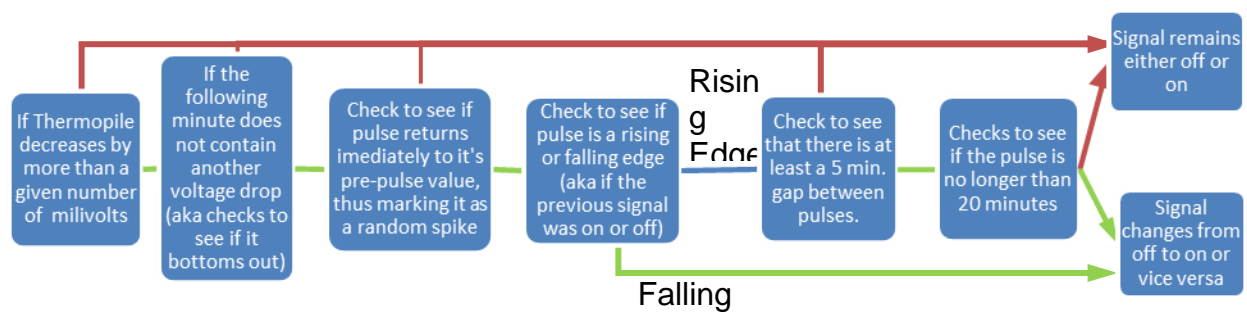 If Thermopile
decreases by
more than a
given number
of milivolts
If the
following
minute does
not contain
another
voltage drop
(aka checks to
see if it
bottoms out)
Check to see if
pulse returns
imediately to it's
pre-pulse value,
thus marking it as
a random spike
Check to see if
pulse is a rising
or falling edge
(aka if the
previous signal
was on or off)
Risin
g
Edge
Falling
Check to see
that there is at
least a 5 min.
gap between
pulses.
Checks to see
if the pulse is
no longer than
20 minutes
Signal remains
either off or
on
Signal
changes from
off to on or
vice versa